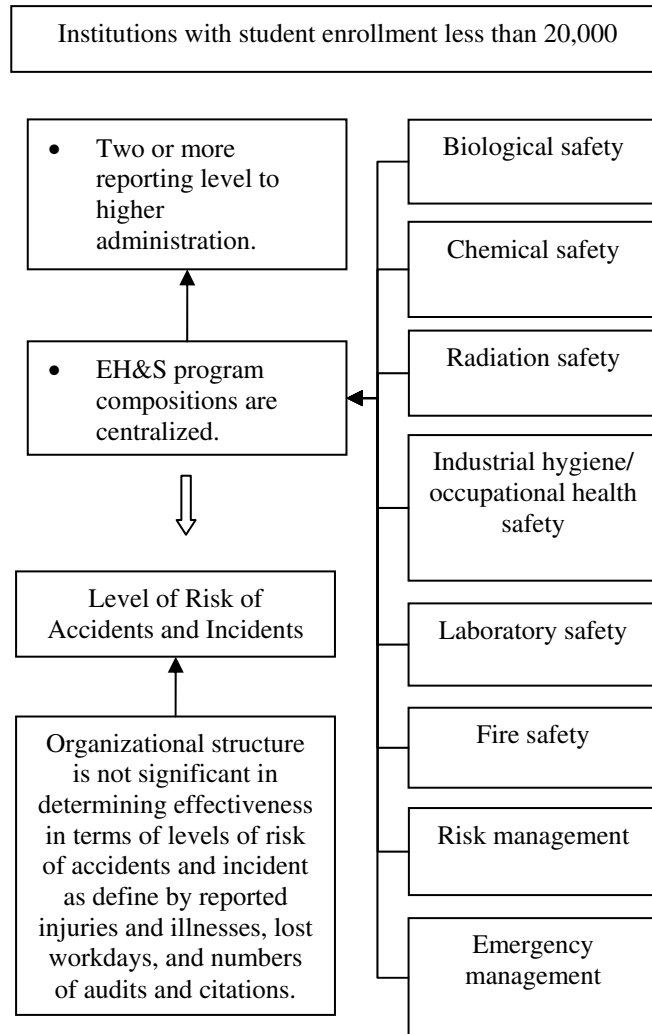 Institutions with student enrollment less than 20,000
• Two or more
reporting level to
higher
administration.
• EH&S program
compositions are
centralized.
Level of Risk of
Accidents and Incidents
Organizational structure
is not significant in
determining effectiveness
in terms of levels of risk
of accidents and incident
as define by reported
injuries and illnesses, lost
workdays, and numbers
of audits and citations.
Biological safety
Chemical safety
Radiation safety
Industrial hygiene/
occupational health
safety
Laboratory safety
Fire safety
Risk management
Emergency
management